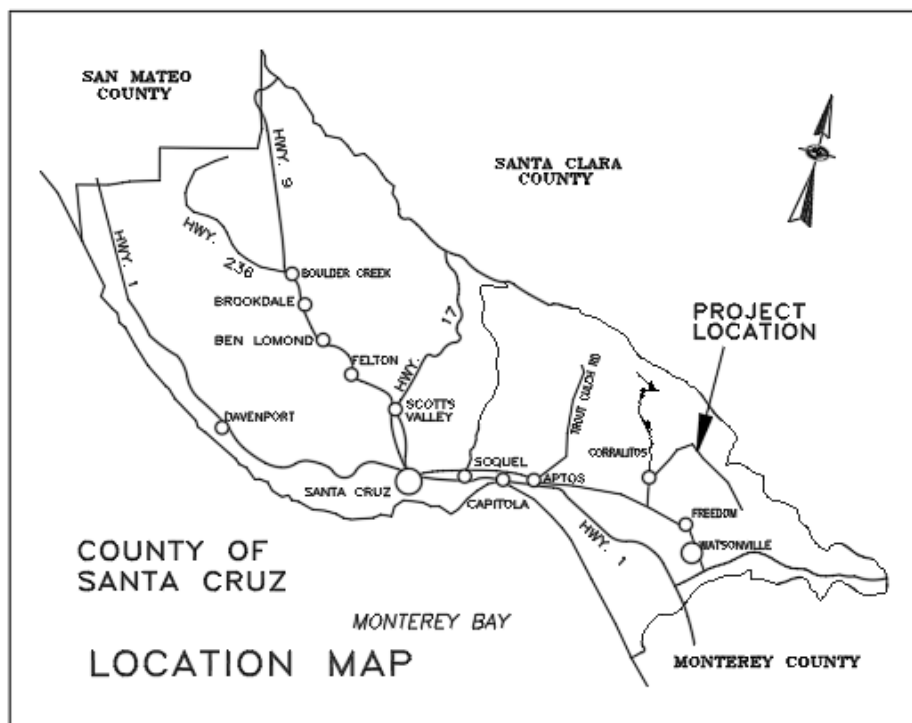 SAN MATEO
COUNTY
SANTA CLARA
COUNTY
HWY. 9
HWY. 236
HWY. 1
BOULDER CREEK
BROOKDALE
BEN LOMOND
FELTON
HWY. 17
SCOTTS
VALLEY
DAVENPORT
PROJECT
LOCATION
TROUT GULCH RD
CORRALITOS
SOQUEL
APTOS
SANTA CRUZ
CAPITOLA
FREEDOM
WATSONVILLE
HWY. 1
COUNTY OF
SANTA CRUZ
MONTEREY BAY
LOCATION MAP
MONTEREY COUNTY